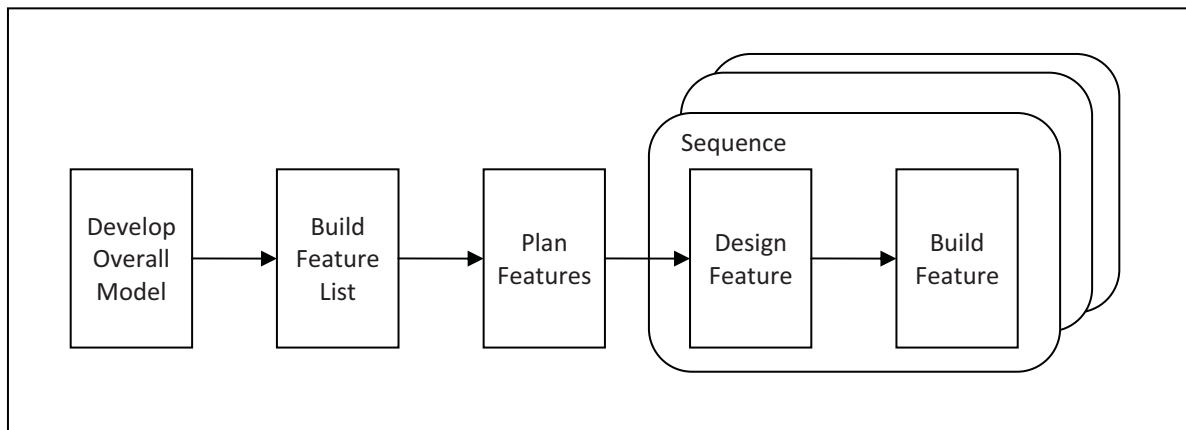 Sequence
Develop
Overall
Model
Build
Feature
List
Plan
Features
Design
Feature
Build
Feature